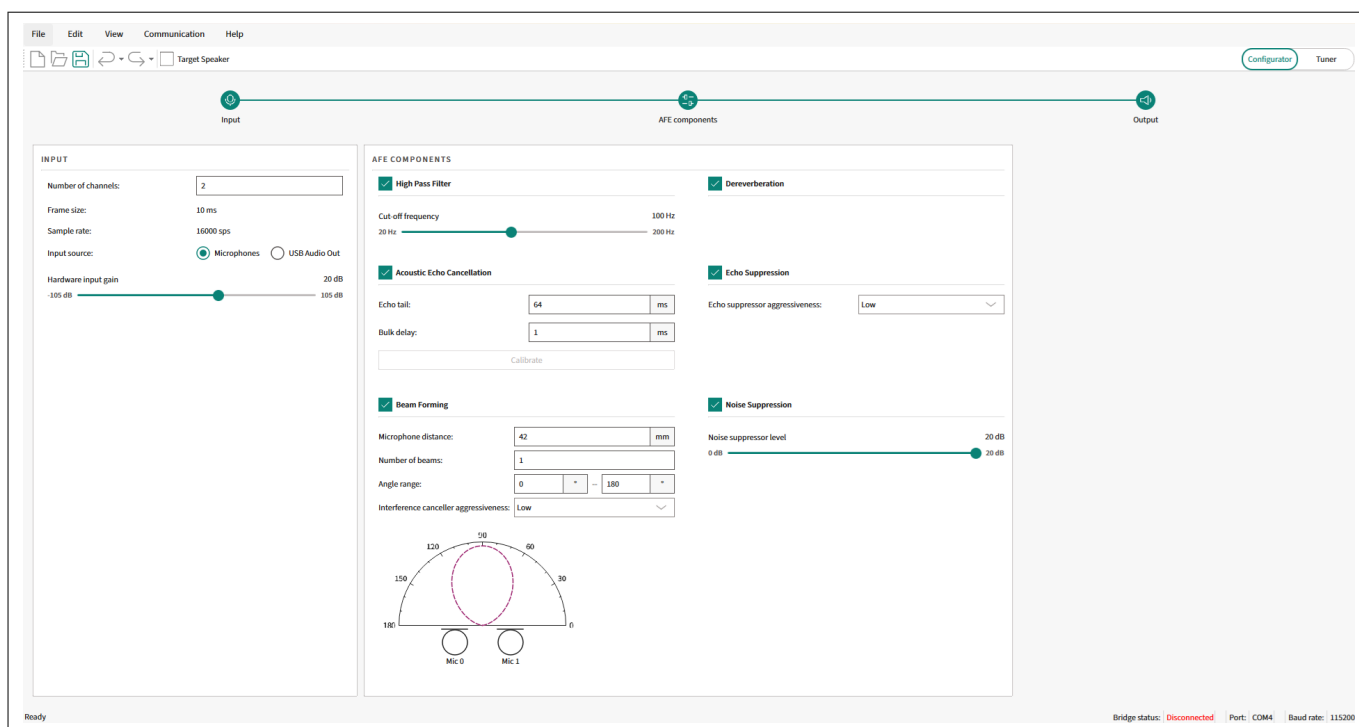 File Edit View Communication Help
Target Speaker
Configurator Tuner
Input AFE components Output
INPUT
Number of channels: 2
Frame size: 10 ms
Sample rate: 16000 sps
Input source: Microphones USB Audio Out
Hardware input gain 20 dB
-105 dB 105 dB
AFE COMPONENTS
High Pass Filter
Cut-off frequency 100 Hz
20 Hz 200 Hz
Dereverberation
Acoustic Echo Cancellation
Echo tail: 64 ms
Bulk delay: 1 ms
Calibrate
Echo Suppression
Echo suppressor aggressiveness: Low
Beam Forming
Microphone distance: 42 mm
Number of beams: 1
Angle range: 0 ° – 180 °
Interference canceller aggressiveness: Low
90
120 60
150 30
180 0
Mic 0 Mic 1
Noise Suppression
Noise suppressor level 20 dB
0 dB 20 dB
Ready
Bridge status: Disconnected Port: COM4 Baud rate: 115200